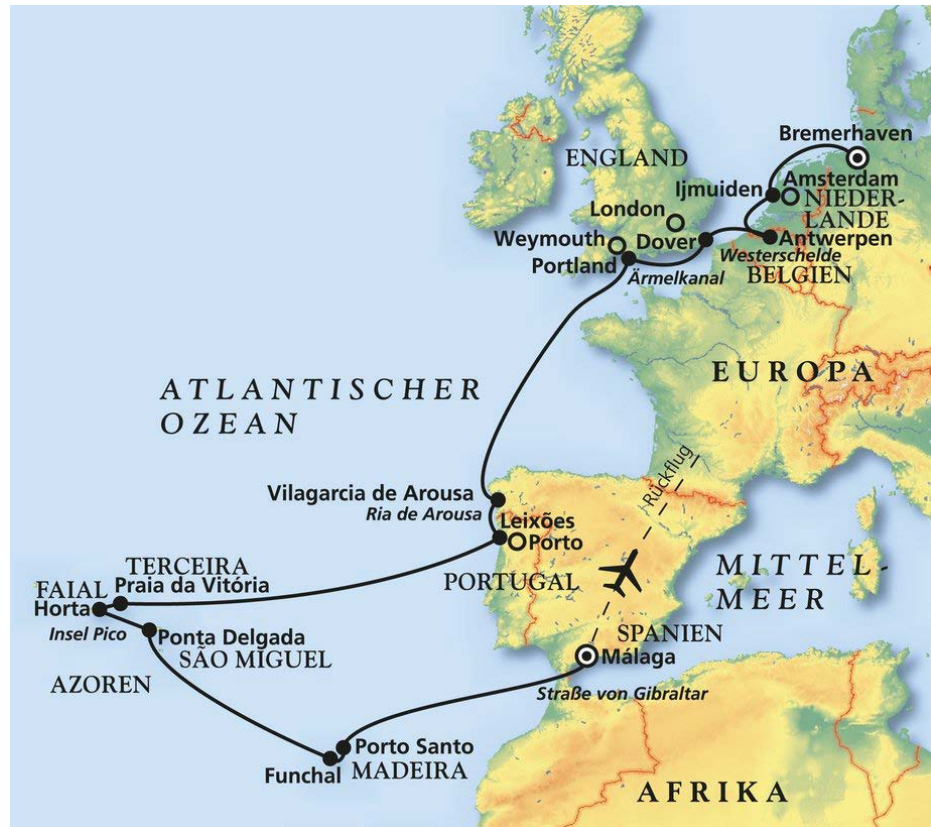 Bremerhaven
ENGLAND
Ijmuiden
Amsterdam
NIEDER-
LANDE
London
Weymouth
Dover
Antwerpen
Portland
Westerschelde
Ärmelkanal
BELGIEN
EUROPA
ATLANTISCHER
OZEAN
Rückflug
Vilagarcia de Arousa
Ria de Arousa
Leixões
Porto
TERCEIRA
PORTUGAL
MITTEL-
MEER
FAIAL
Praia da Vitória
Horta
Insel Pico
Ponta Delgada
SÃO MIGUEL
SPANIEN
Málaga
AZOREN
Straße von Gibraltar
Porto Santo
Funchal
MADEIRA
AFRIKA